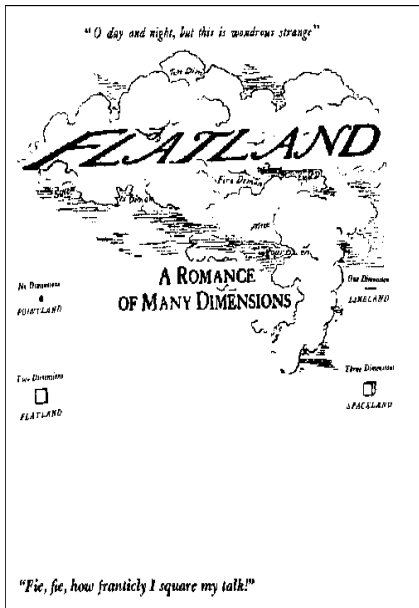 "O day and night, but this is wondrous strange"
FLATLAND
A ROMANCE
OF MANY DIMENSIONS
No Dimensions
POINTLAND
One Dimension
LINELAND
Two Dimensions
FLATLAND
Three Dimensions
SPACELAND
"Fie, fie, how franticly I square my talk!"